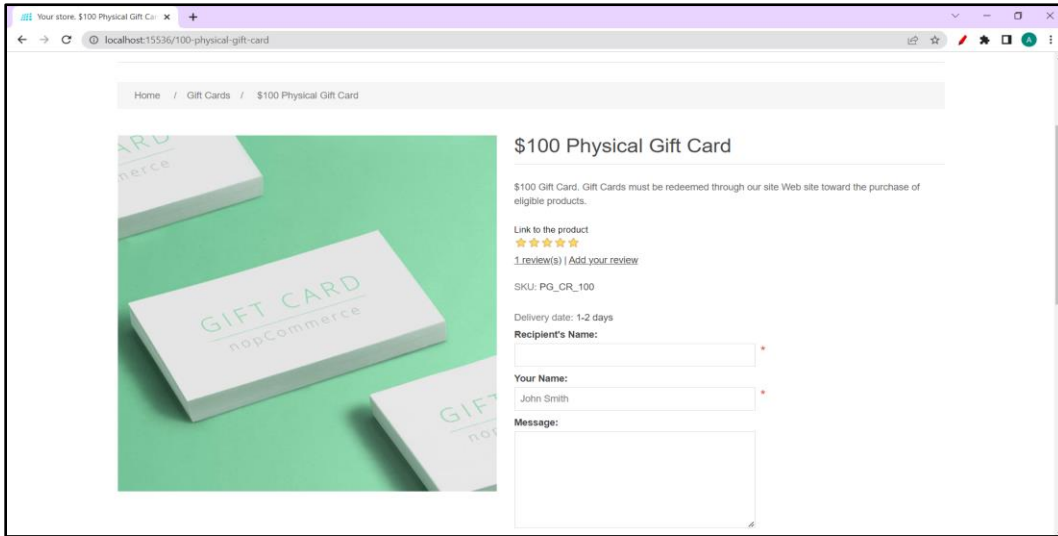 Your store. $100 Physical Gift Car
localhost:15536/100-physical-gift-card
A
Home / Gift Cards / $100 Physical Gift Card
ARD
merce
GIFT CARD
nopCommerce
GIFT
nop
$100 Physical Gift Card
$100 Gift Card. Gift Cards must be redeemed through our site Web site toward the purchase of
eligible products.
Link to the product
1 review(s) | Add your review
SKU: PG_CR_100
Delivery date: 1-2 days
Recipient's Name:
*
Your Name:
John Smith
*
Message: